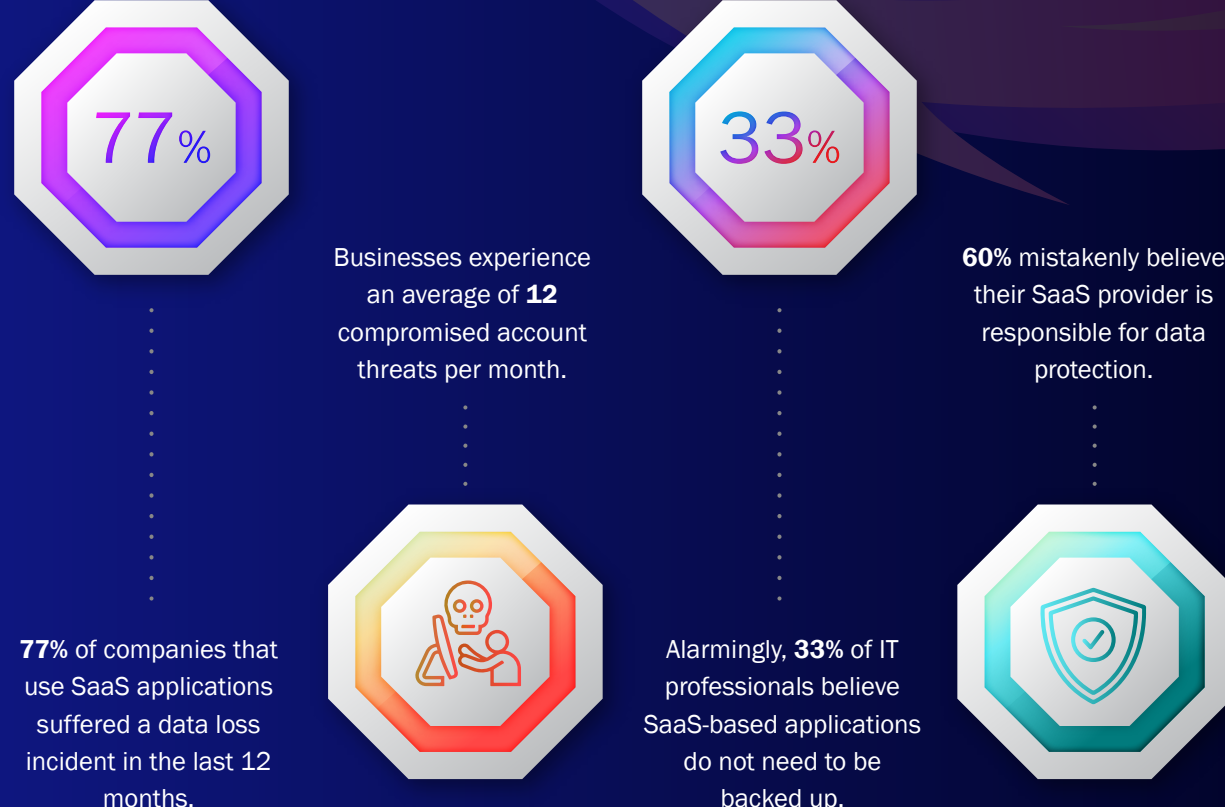 77%
77% of companies that
use SaaS applications
suffered a data loss
incident in the last 12
months.
Businesses experience
an average of 12
compromised account
threats per month.
33%
Alarmingly, 33% of IT
professionals believe
SaaS-based applications
do not need to be
backed up.
60% mistakenly believe
their SaaS provider is
responsible for data
protection.